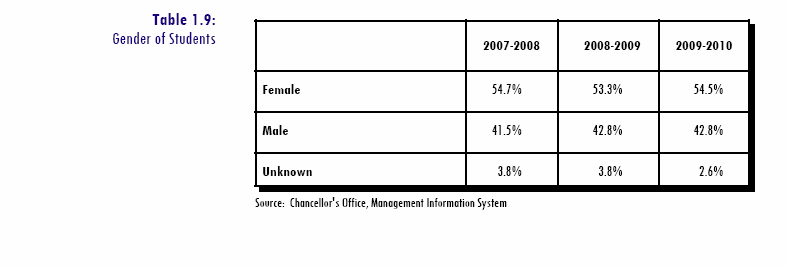 Table 1.9:
Gender of Students
2007-2008 2008-2009 2009-2010
Female 54.7% 53.3% 54.5%
Male 41.5% 42.8% 42.8%
Unknown 3.8% 3.8% 2.6%
Source: Chancellor's Office, Management Information System